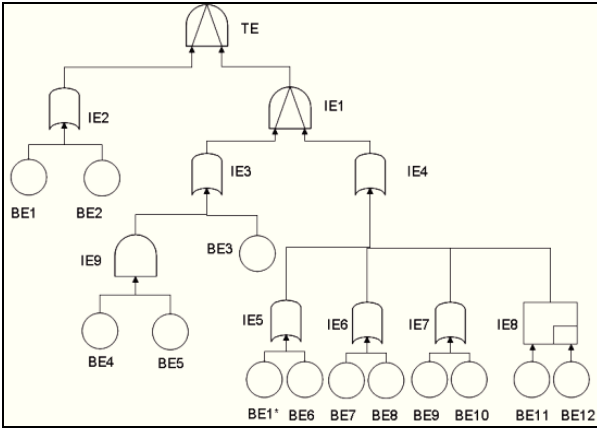 TE
IE2
IE1
BE1 BE2
IE3
IE4
IE9
BE3
BE4 BE5
IE5 IE6 IE7 IE8
BE1* BE6 BE7 BE8 BE9 BE10 BE11 BE12